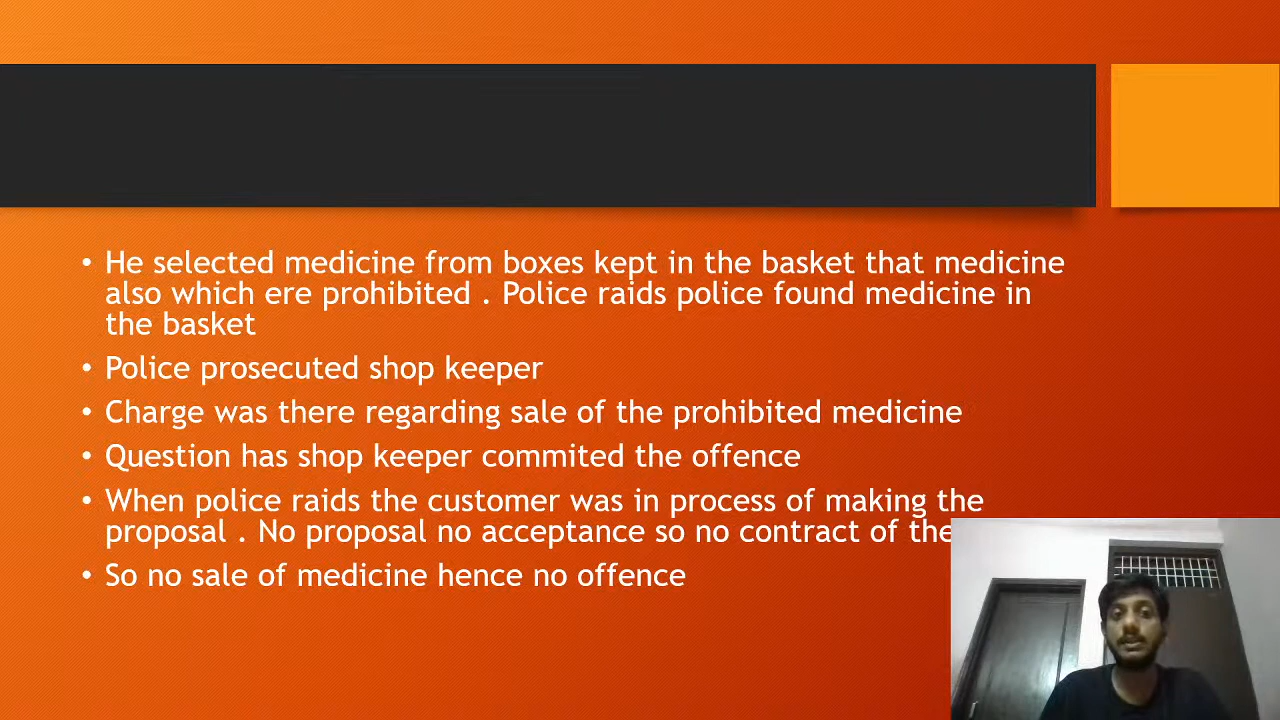 • He selected medicine from boxes kept in the basket that medicine
also which ere prohibited . Police raids police found medicine in
the basket
• Police prosecuted shop keeper
• Charge was there regarding sale of the prohibited medicine
• Question has shop keeper commited the offence
• When police raids the customer was in process of making the
proposal . No proposal no acceptance so no contract of the
• So no sale of medicine hence no offence